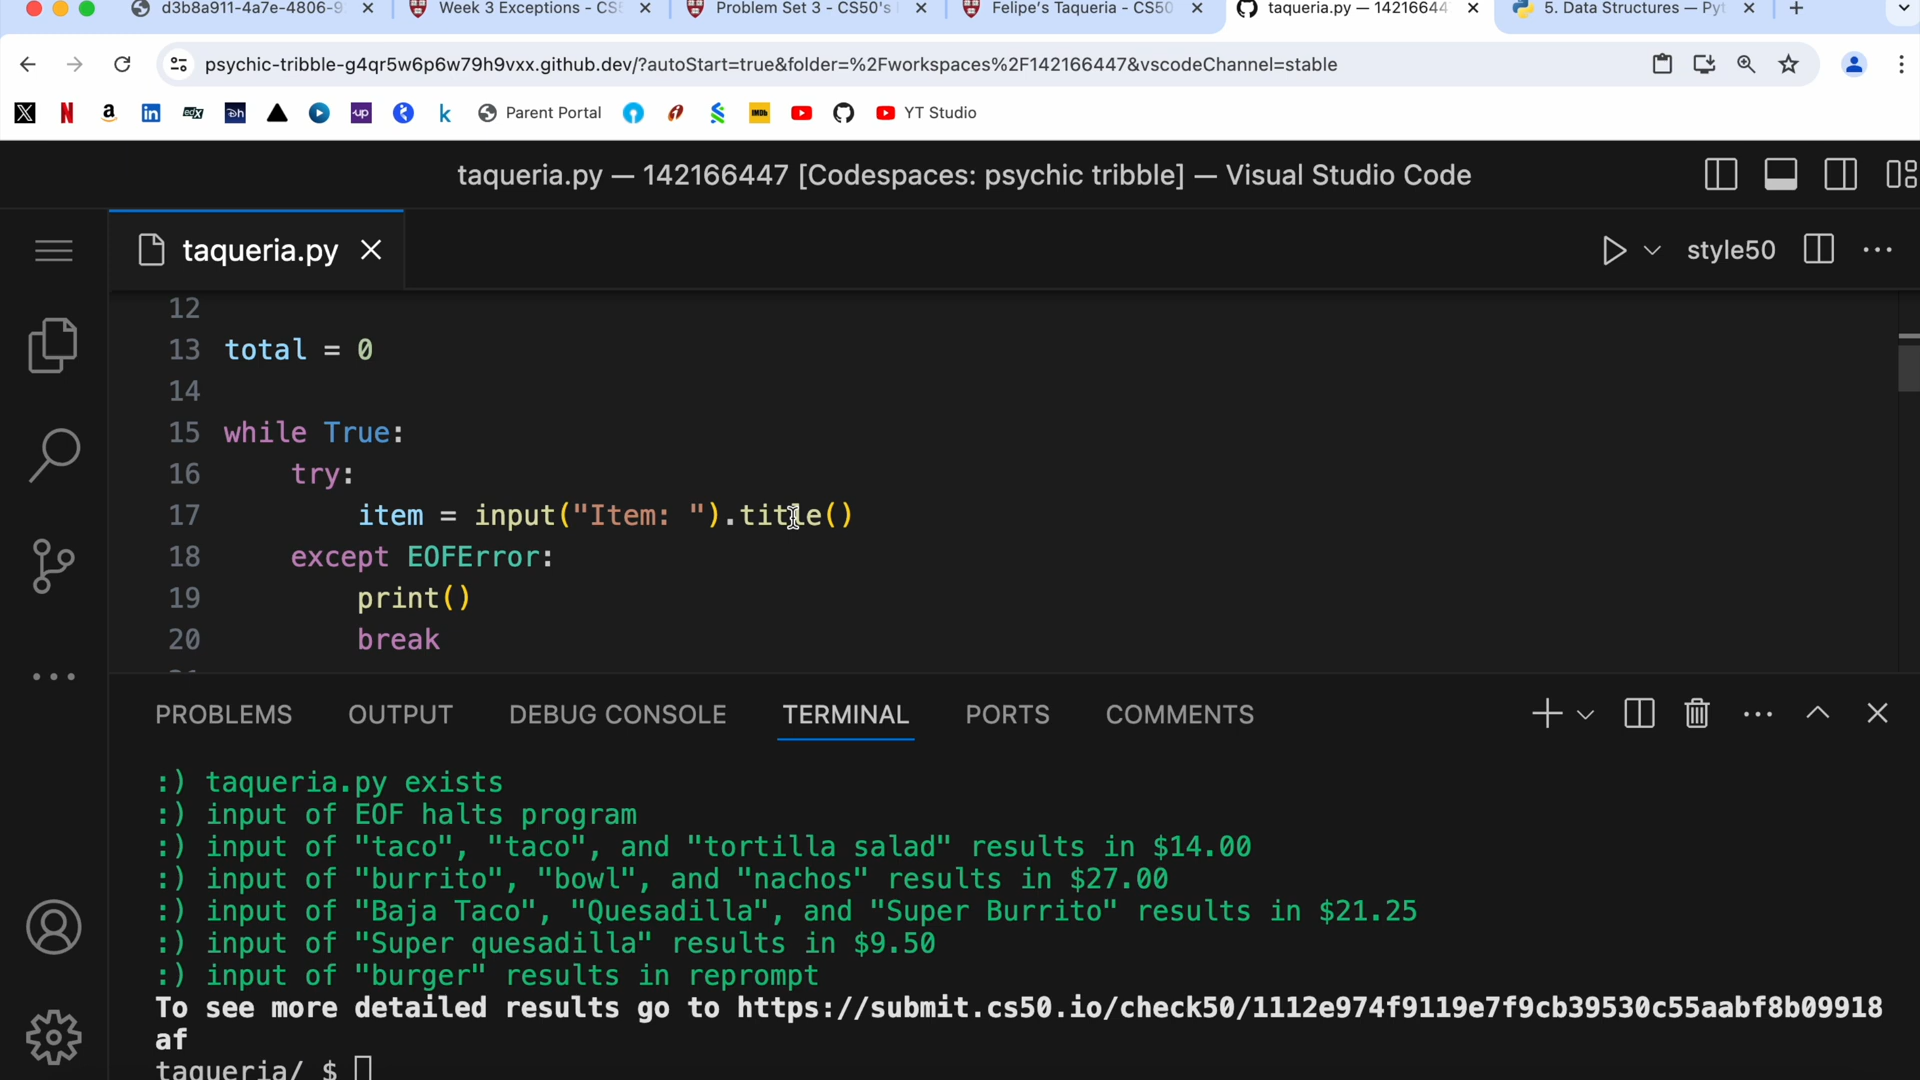 d3b8a911-4a7e-4806-9
Week 3 Exceptions - CS5
Problem Set 3 - CS50's
Felipe's Taqueria - CS50
taqueria.py — 14216644
5. Data Structures — Pyt
psychic-tribble-g4qr5w6p6w79h9vxx.github.dev/?autoStart=true&folder=%2Fworkspaces%2F142166447&vscodeChannel=stable
Parent Portal
YT Studio
taqueria.py — 142166447 [Codespaces: psychic tribble] — Visual Studio Code
taqueria.py
style50
12
13 total = 0
14
15 while True:
16 try:
17 item = input("Item: ").title()
18 except EOFError:
19 print()
20 break
PROBLEMS OUTPUT DEBUG CONSOLE TERMINAL PORTS COMMENTS
:) taqueria.py exists
:) input of EOF halts program
:) input of "taco", "taco", and "tortilla salad" results in $14.00
:) input of "burrito", "bowl", and "nachos" results in $27.00
:) input of "Baja Taco", "Quesadilla", and "Super Burrito" results in $21.25
:) input of "Super quesadilla" results in $9.50
:) input of "burger" results in reprompt
To see more detailed results go to https://submit.cs50.io/check50/1112e974f9119e7f9cb39530c55aabf8b09918
af
taqueria/ $